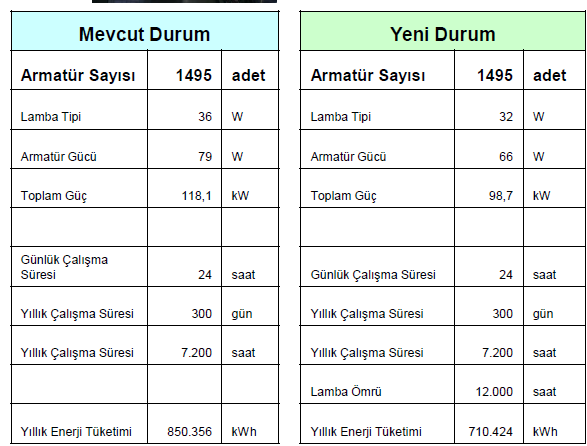 Mevcut Durum
Armatür Sayısı 1495 adet
Lamba Tipi 36 W
Armatür Gücü 79 W
Toplam Güç 118,1 kW
Günlük Çalışma
Süresi 24 saat
Yıllık Çalışma Süresi 300 gün
Yıllık Çalışma Süresi 7.200 saat
Yıllık Enerji Tüketimi 850.356 kWh
Yeni Durum
Armatür Sayısı 1495 adet
Lamba Tipi 32 W
Armatür Gücü 66 W
Toplam Güç 98,7 kW
Günlük Çalışma Süresi 24 saat
Yıllık Çalışma Süresi 300 gün
Yıllık Çalışma Süresi 7.200 saat
Lamba Ömrü 12.000 saat
Yıllık Enerji Tüketimi 710.424 kWh